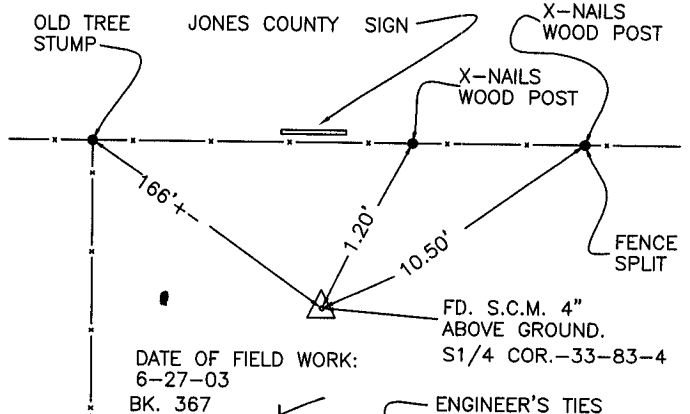 OLD TREE
STUMP
JONES COUNTY SIGN
X-NAILS
WOOD POST
X-NAILS
WOOD POST
166'+-
1.20'
10.50'
FENCE
SPLIT
FD. S.C.M. 4"
ABOVE GROUND.
S1/4 COR.-33-83-4
DATE OF FIELD WORK:
6-27-03
BK. 367
ENGINEER'S TIES